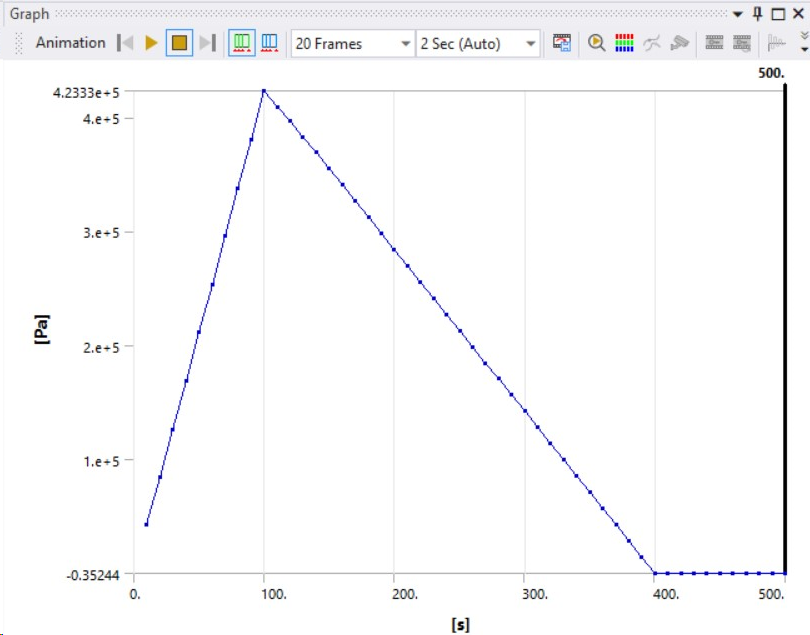 Graph
Animation 20 Frames 2 Sec (Auto)
500.
4.2333e+5
4.e+5
3.e+5
[Pa]
2.e+5
1.e+5
-0.35244
0. 100. 200. 300. 400. 500.
[s]